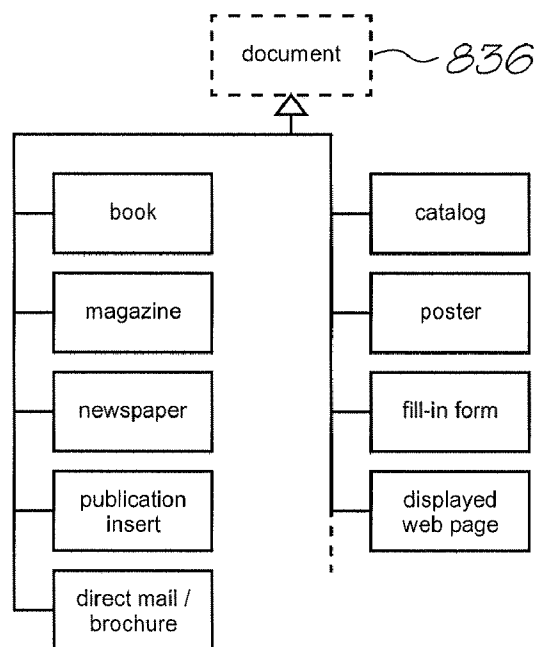 document
836
book
magazine
newspaper
publication
insert
direct mail /
brochure
catalog
poster
fill-in form
displayed
web page